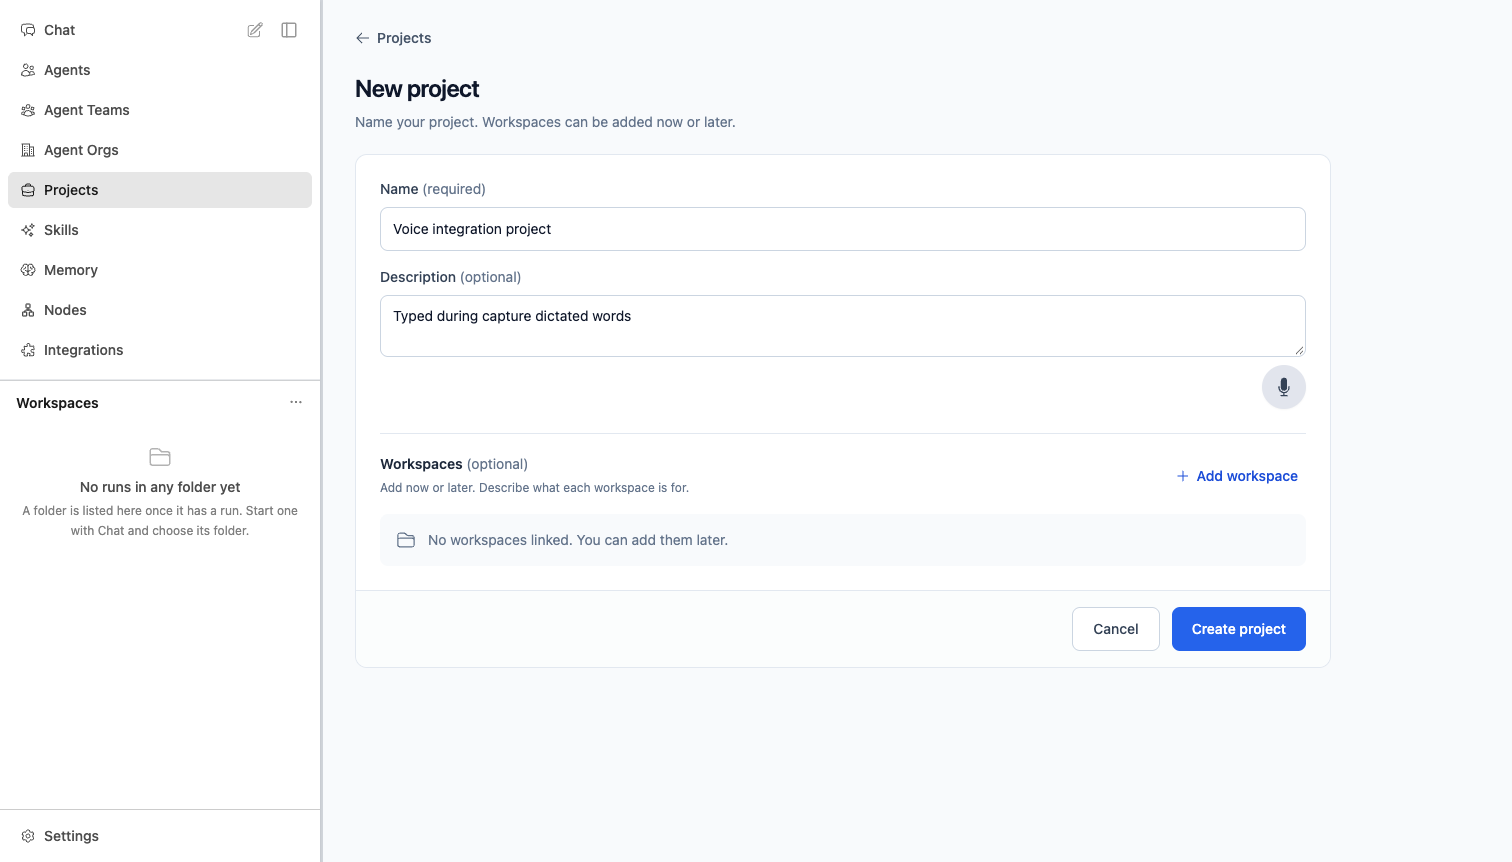 Chat
Agents
Agent Teams
Agent Orgs
Projects
Skills
Memory
Nodes
Integrations
Workspaces
No runs in any folder yet
A folder is listed here once it has a run. Start one
with Chat and choose its folder.
Settings
Projects
New project
Name your project. Workspaces can be added now or later.
Name (required)
Voice integration project
Description (optional)
Typed during capture dictated words
Workspaces (optional)
Add now or later. Describe what each workspace is for.
Add workspace
No workspaces linked. You can add them later.
Cancel
Create project